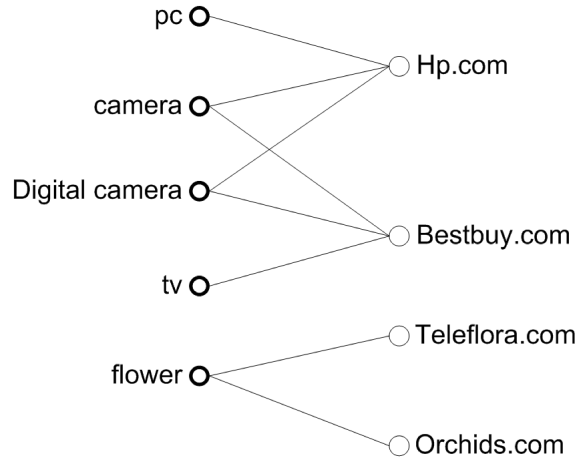 pc
Hp.com
camera
Digital camera
Bestbuy.com
tv
Teleflora.com
flower
Orchids.com